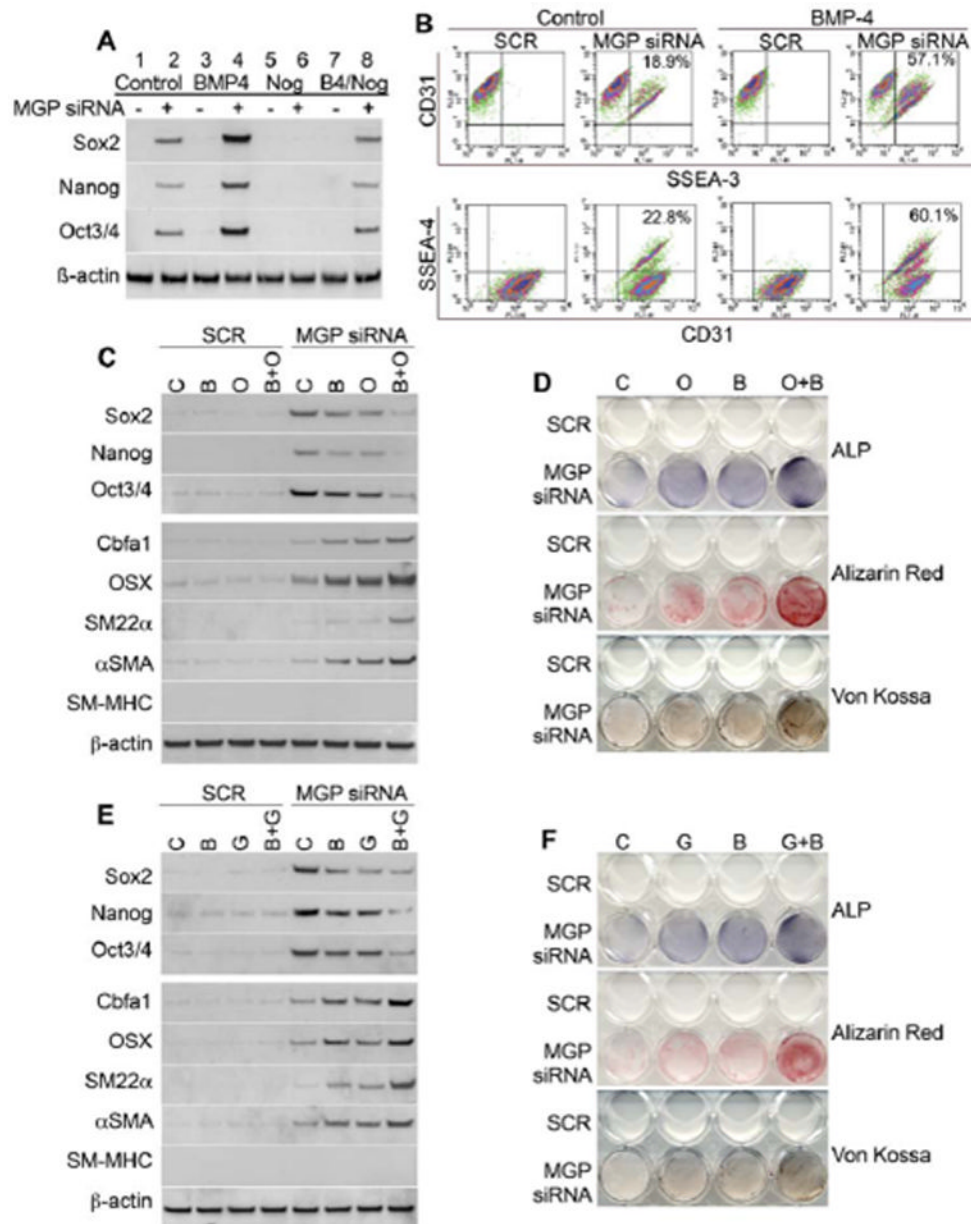 A
1 2 3 4 5 6 7 8
Control BMP4 Nog B4/Nog
MGP siRNA - + - + - + - +
Sox2
Nanog
Oct3/4
ß-actin
B
Control BMP-4
SCR MGP siRNA SCR MGP siRNA
18.9% 57.1%
CD31
SSEA-3
22.8% 60.1%
SSEA-4
CD31
C
SCR MGP siRNA
C B O B+O C B O B+O
Sox2
Nanog
Oct3/4
Cbfa1
OSX
SM22α
αSMA
SM-MHC
β-actin
D
C O B O+B
SCR
MGP siRNA
ALP
SCR
MGP siRNA
Alizarin Red
SCR
MGP siRNA
Von Kossa
E
SCR MGP siRNA
C B G B+G C B G B+G
Sox2
Nanog
Oct3/4
Cbfa1
OSX
SM22α
αSMA
SM-MHC
β-actin
F
C G B G+B
SCR
MGP siRNA
ALP
SCR
MGP siRNA
Alizarin Red
SCR
MGP siRNA
Von Kossa